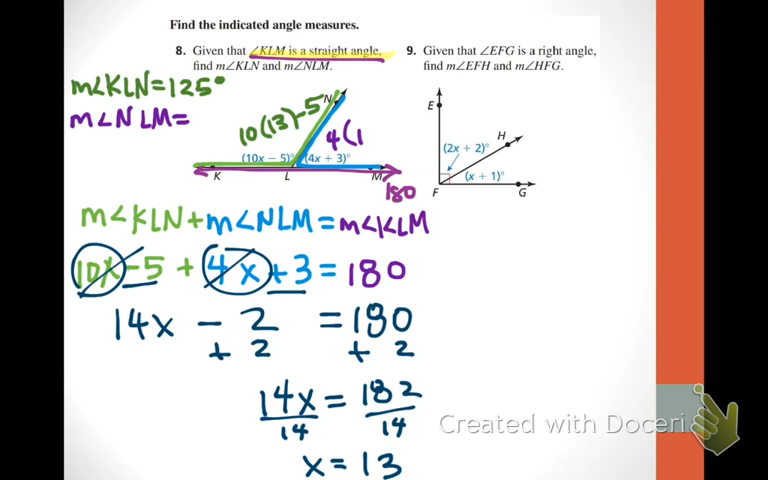 Find the indicated angle measures.
8. Given that ∠KLM is a straight angle,
find m∠KLN and m∠NLM.
m∠KLN=125°
m∠NLM=
N
10(13)-5
4(1
(10x − 5)°
(4x + 3)°
K
L
M
180
m∠KLN+m∠NLM=m∠KLM
10x-5 + 4x+3=180
14x - 2 =180
+ 2 + 2
14x = 182
14 14
x = 13
9. Given that ∠EFG is a right angle,
find m∠EFH and m∠HFG.
E
H
(2x + 2)°
(x + 1)°
F
G
Created with Doceri